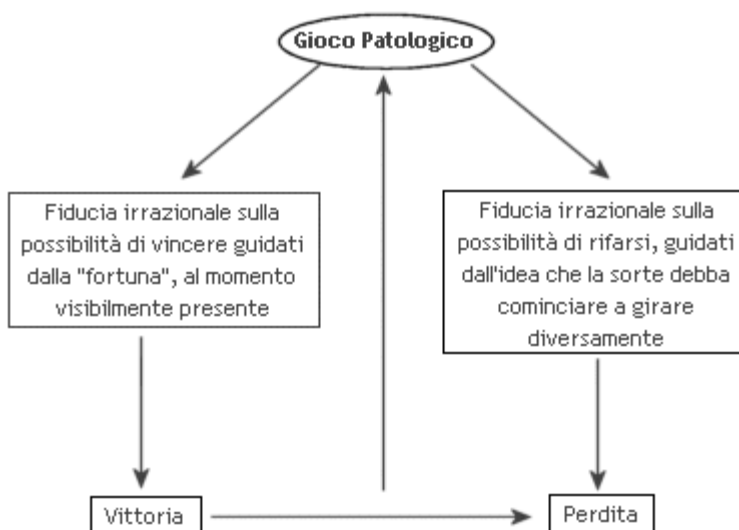 Gioco Patologico
Fiducia irrazionale sulla
possibilità di vincere guidati
dalla "fortuna", al momento
visibilmente presente
Fiducia irrazionale sulla
possibilità di rifarsi, guidati
dall'idea che la sorte debba
cominciare a girare
diversamente
Vittoria
Perdita